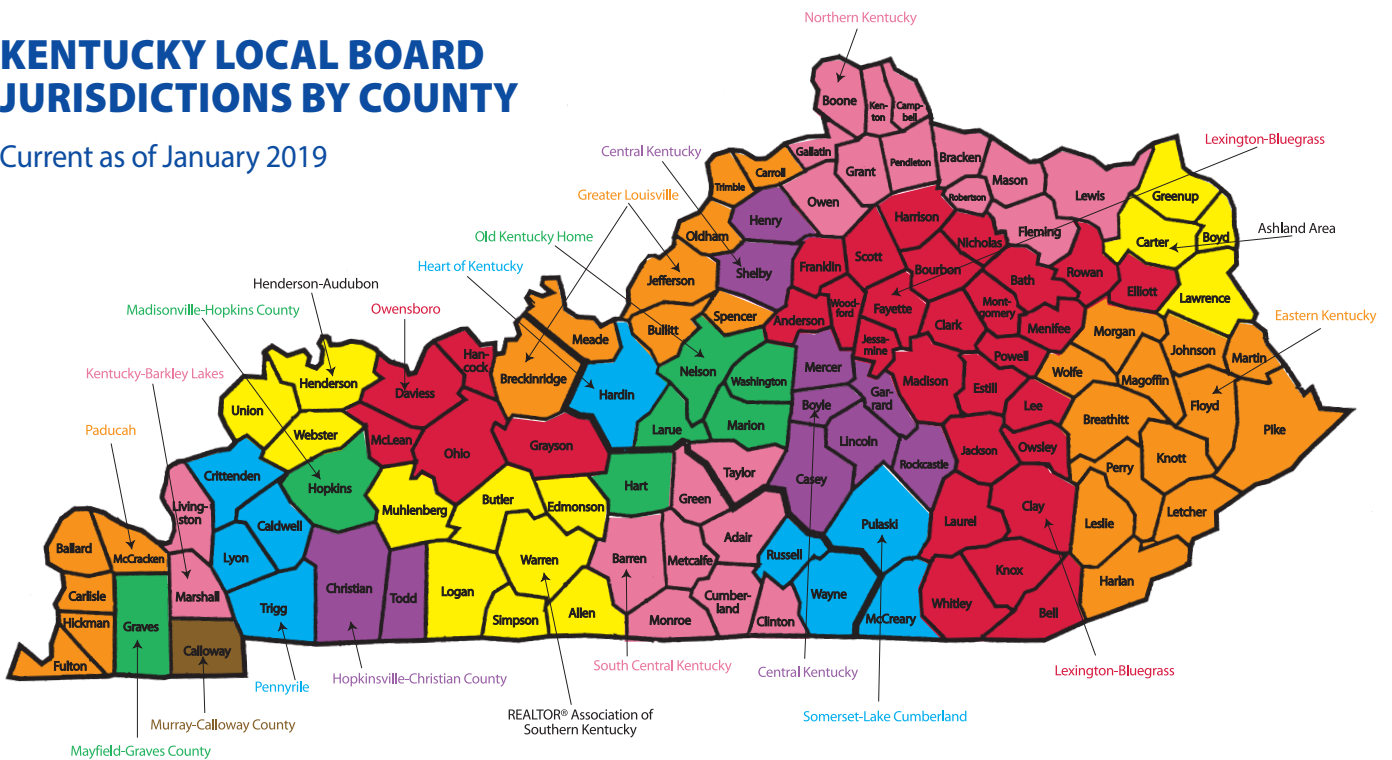 KENTUCKY LOCAL BOARD
JURISDICTIONS BY COUNTY
Current as of January 2019
Northern Kentucky
Lexington-Bluegrass
Central Kentucky
Greater Louisville
Old Kentucky Home
Heart of Kentucky
Ashland Area
Henderson-Audubon
Madisonville-Hopkins County
Owensboro
Eastern Kentucky
Kentucky-Barkley Lakes
Paducah
Boone
Ken-
ton
Camp-
bell
Gallatin
Grant
Pendleton
Bracken
Mason
Robertson
Lewis
Owen
Fleming
Trimble
Carroll
Henry
Oldham
Shelby
Jefferson
Bullitt
Spencer
Meade
Breckinridge
Harrison
Nicholas
Scott
Franklin
Bourbon
Bath
Rowan
Elliott
Greenup
Carter
Boyd
Lawrence
Anderson
Wood-
ford
Fayette
Clark
Mont-
gomery
Menifee
Jessa-
mine
Powell
Madison
Estill
Lee
Jackson
Owsley
Morgan
Johnson
Martin
Wolfe
Magoffin
Floyd
Pike
Breathitt
Knott
Perry
Letcher
Leslie
Harlan
Hardin
Nelson
Washington
Larue
Marion
Mercer
Boyle
Gar-
rard
Lincoln
Casey
Rockcastle
Pulaski
Laurel
Clay
Knox
Whitley
Bell
McCreary
Wayne
Russell
Taylor
Green
Adair
Metcalfe
Barren
Cumber-
land
Monroe
Clinton
Hart
Han-
cock
Daviess
McLean
Ohio
Grayson
Henderson
Union
Webster
Hopkins
Muhlenberg
Butler
Edmonson
Warren
Logan
Simpson
Allen
Crittenden
Caldwell
Lyon
Trigg
Christian
Todd
Living-
ston
Marshall
Ballard
McCracken
Carlisle
Hickman
Fulton
Graves
Calloway
South Central Kentucky
Central Kentucky
Lexington-Bluegrass
Hopkinsville-Christian County
Pennyrile
REALTOR® Association of
Southern Kentucky
Somerset-Lake Cumberland
Murray-Calloway County
Mayfield-Graves County